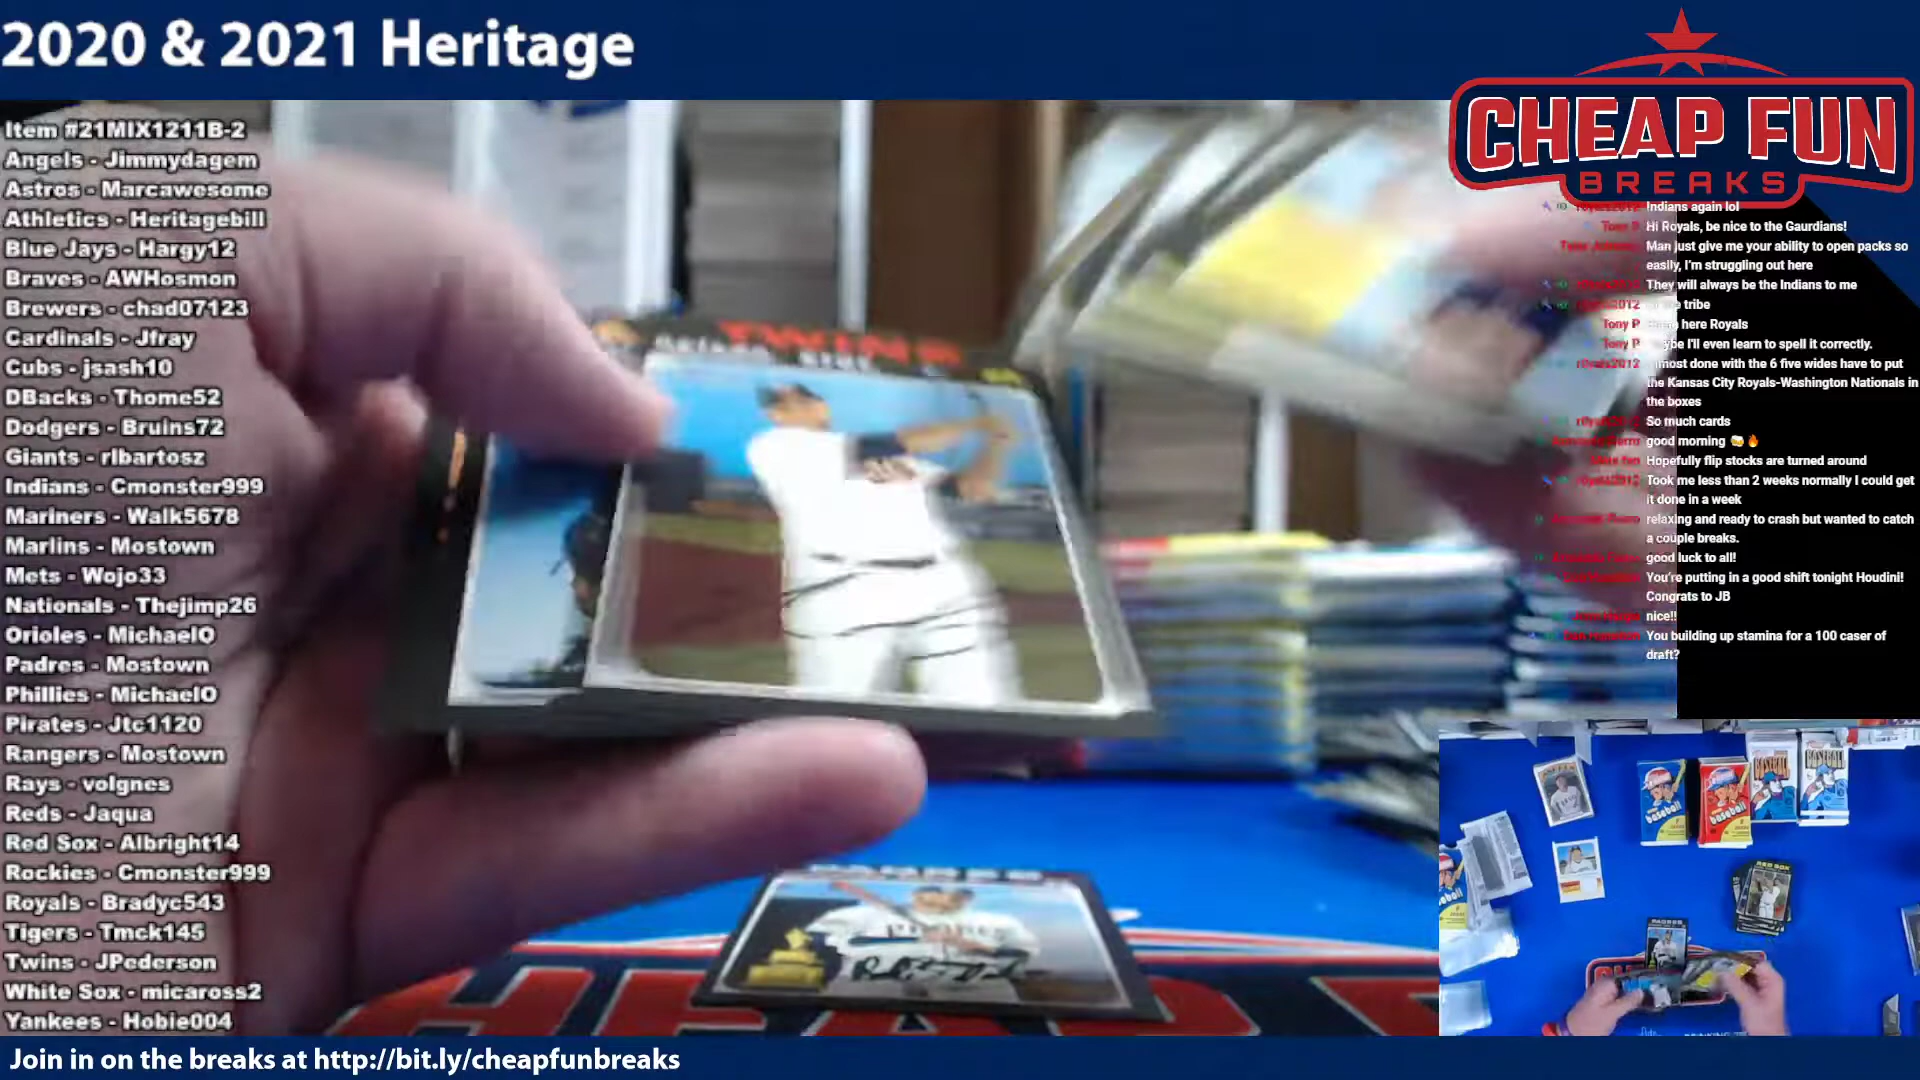 2020 & 2021 Heritage
CHEAP FUN
BREAKS
Item #21MIX1211B-2
Angels - Jimmydagem
Astros - Marcawesome
Athletics - Heritagebill
Blue Jays - Hargy12
Braves - AWHosmon
Brewers - chad07123
Cardinals - Jfray
Cubs - jsash10
DBacks - Thome52
Dodgers - Bruins72
Giants - rlbartosz
Indians - Cmonster999
Mariners - Walk5678
Marlins - Mostown
Mets - Wojo33
Nationals - Thejimp26
Orioles - MichaelO
Padres - Mostown
Phillies - MichaelO
Pirates - Jtc1120
Rangers - Mostown
Rays - volgnes
Reds - Jaqua
Red Sox - Albright14
Rockies - Cmonster999
Royals - Bradyc543
Tigers - Tmck145
Twins - JPederson
White Sox - micaross2
Yankees - Hobie004
TWINS
Indians again lol
Tony P Hi Royals, be nice to the Gaurdians!
Man just give me your ability to open packs so
easily, I'm struggling out here
They will always be the Indians to me
tribe
Tony P here Royals
Tony P I'll even learn to spell it correctly.
done with the 6 five wides have to put
the Kansas City Royals-Washington Nationals in
the boxes
So much cards
good morning
Hopefully flip stocks are turned around
Took me less than 2 weeks normally I could get
it done in a week
relaxing and ready to crash but wanted to catch
a couple breaks.
good luck to all!
You're putting in a good shift tonight Houdini!
Congrats to JB
nice!!
You building up stamina for a 100 caser of
draft?
PADRES
RED SOX
baseball
baseball
BASEBALL
BASEBALL
Join in on the breaks at http://bit.ly/cheapfunbreaks